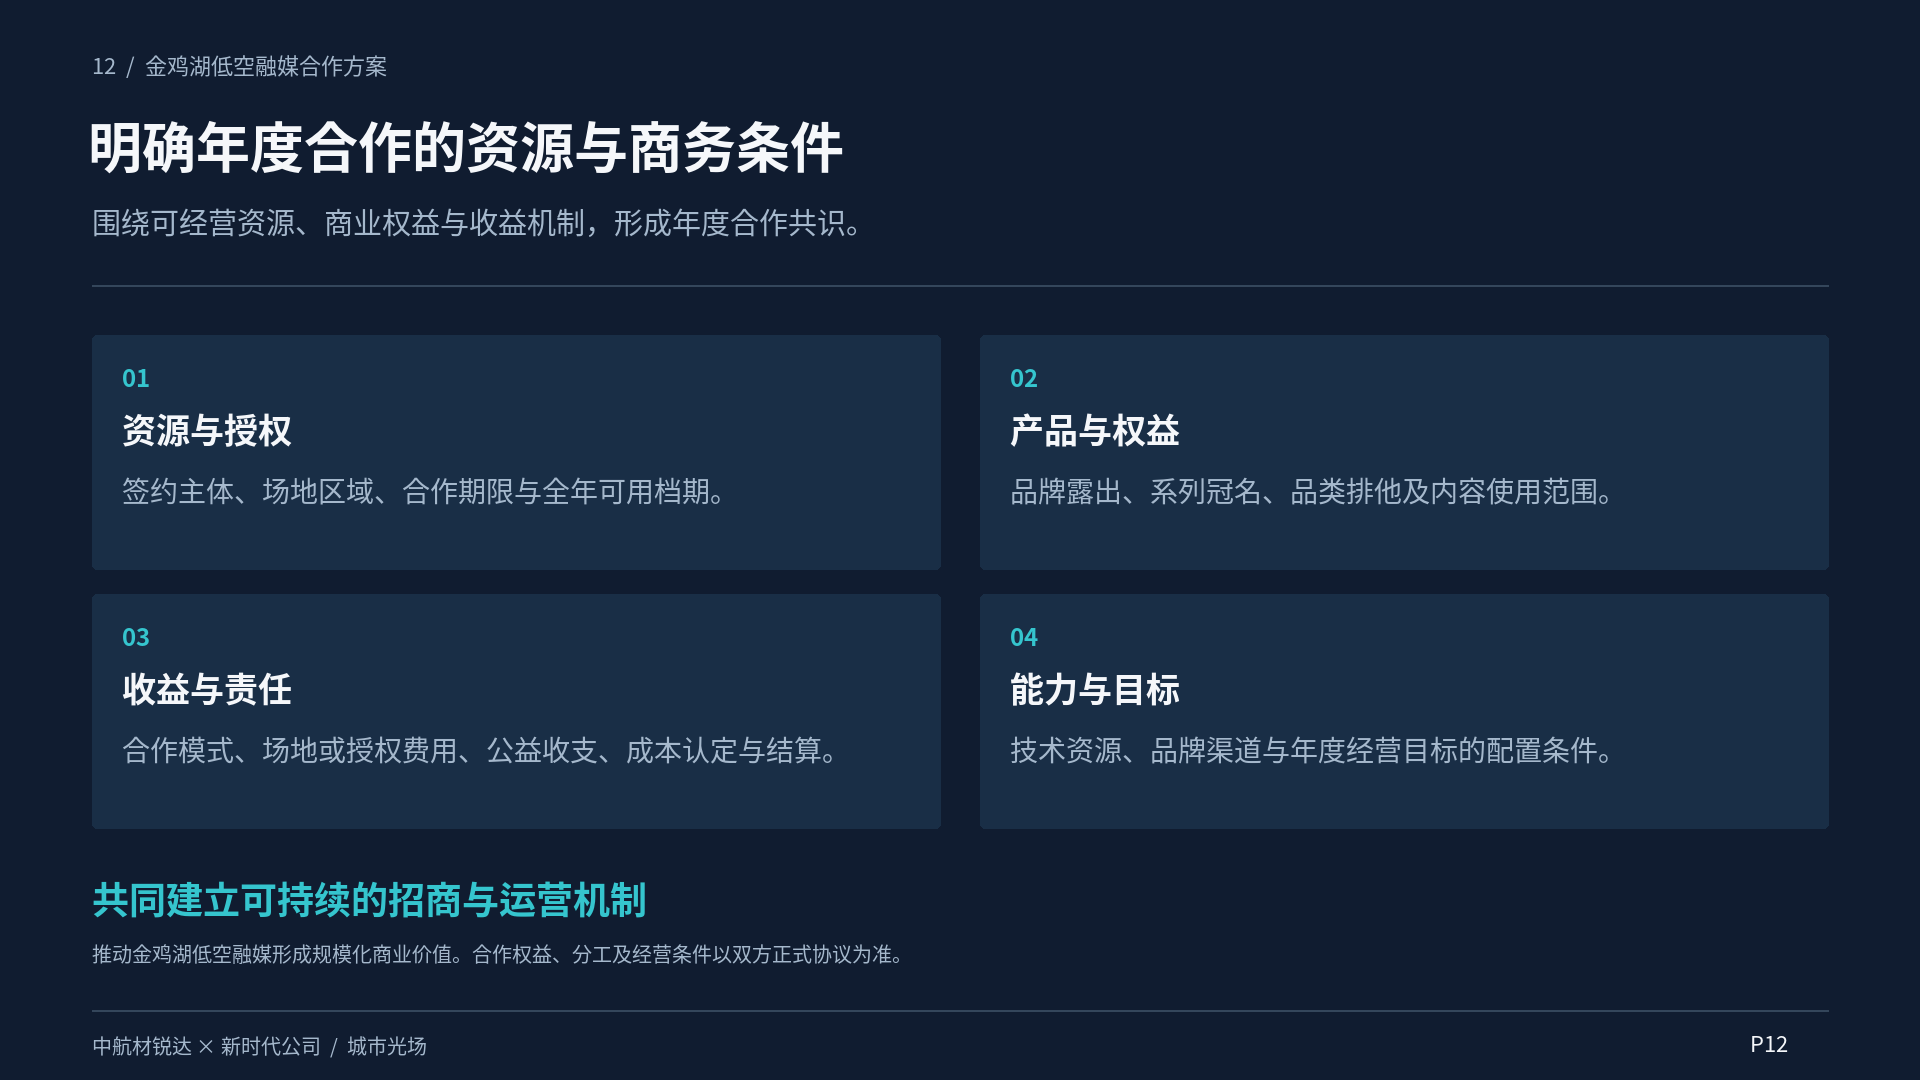 12 / 金鸡湖低空融媒合作方案
明确年度合作的资源与商务条件
围绕可经营资源、商业权益与收益机制，形成年度合作共识。
01
资源与授权
签约主体、场地区域、合作期限与全年可用档期。
02
产品与权益
品牌露出、系列冠名、品类排他及内容使用范围。
03
收益与责任
合作模式、场地或授权费用、公益收支、成本认定与结算。
04
能力与目标
技术资源、品牌渠道与年度经营目标的配置条件。
共同建立可持续的招商与运营机制
推动金鸡湖低空融媒形成规模化商业价值。合作权益、分工及经营条件以双方正式协议为准。
中航材锐达 × 新时代公司 / 城市光场
P12